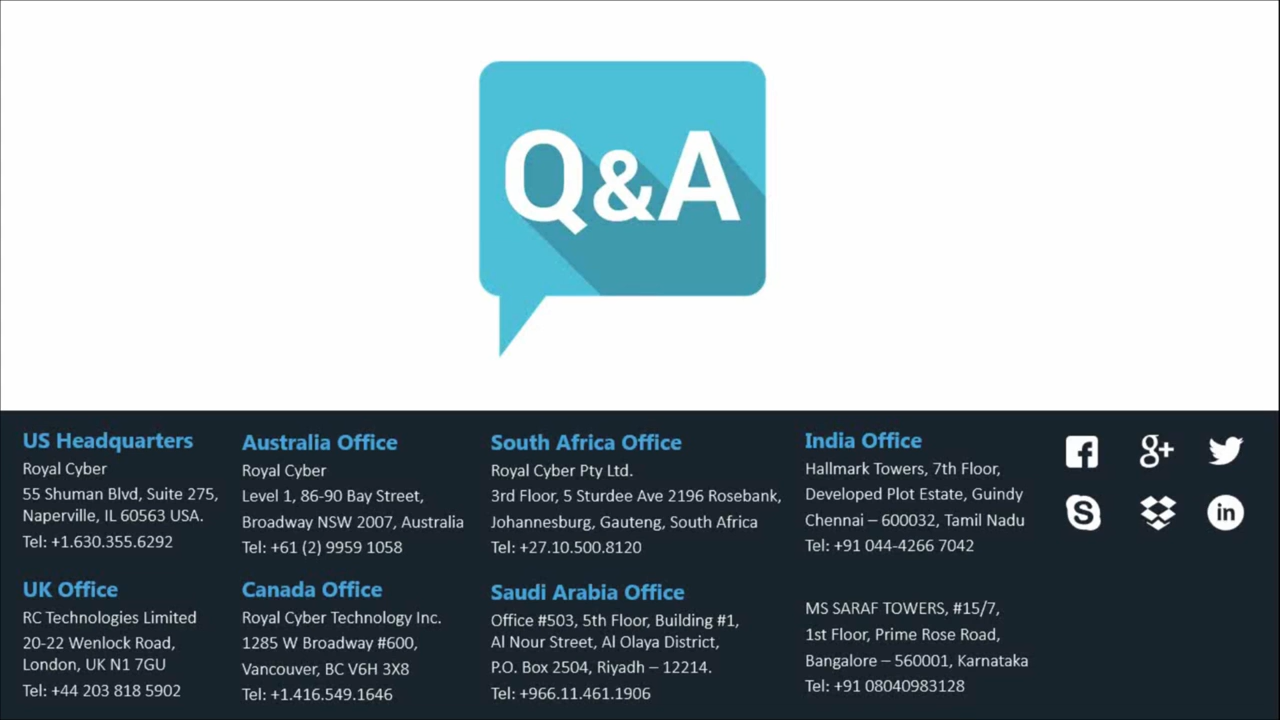 Q&A
US Headquarters
Royal Cyber
55 Shuman Blvd, Suite 275,
Naperville, IL 60563 USA.
Tel: +1.630.355.6292
Australia Office
Royal Cyber
Level 1, 86-90 Bay Street,
Broadway NSW 2007, Australia
Tel: +61 (2) 9959 1058
South Africa Office
Royal Cyber Pty Ltd.
3rd Floor, 5 Sturdee Ave 2196 Rosebank,
Johannesburg, Gauteng, South Africa
Tel: +27.10.500.8120
India Office
Hallmark Towers, 7th Floor,
Developed Plot Estate, Guindy
Chennai – 600032, Tamil Nadu
Tel: +91 044-4266 7042
UK Office
RC Technologies Limited
20-22 Wenlock Road,
London, UK N1 7GU
Tel: +44 203 818 5902
Canada Office
Royal Cyber Technology Inc.
1285 W Broadway #600,
Vancouver, BC V6H 3X8
Tel: +1.416.549.1646
Saudi Arabia Office
Office #503, 5th Floor, Building #1,
Al Nour Street, Al Olaya District,
P.O. Box 2504, Riyadh – 12214.
Tel: +966.11.461.1906
MS SARAF TOWERS, #15/7,
1st Floor, Prime Rose Road,
Bangalore – 560001, Karnataka
Tel: +91 08040983128
f g+
S in